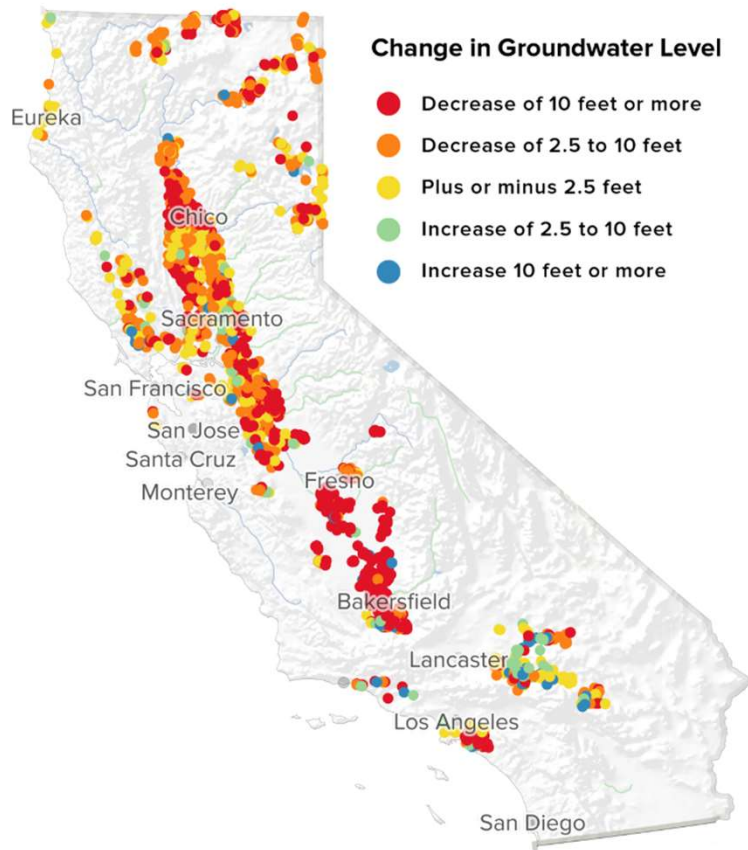 Change in Groundwater Level
Decrease of 10 feet or more
Decrease of 2.5 to 10 feet
Plus or minus 2.5 feet
Increase of 2.5 to 10 feet
Increase 10 feet or more
Eureka
Chico
Sacramento
San Francisco
San Jose
Santa Cruz
Monterey
Fresno
Bakersfield
Lancaster
Los Angeles
San Diego